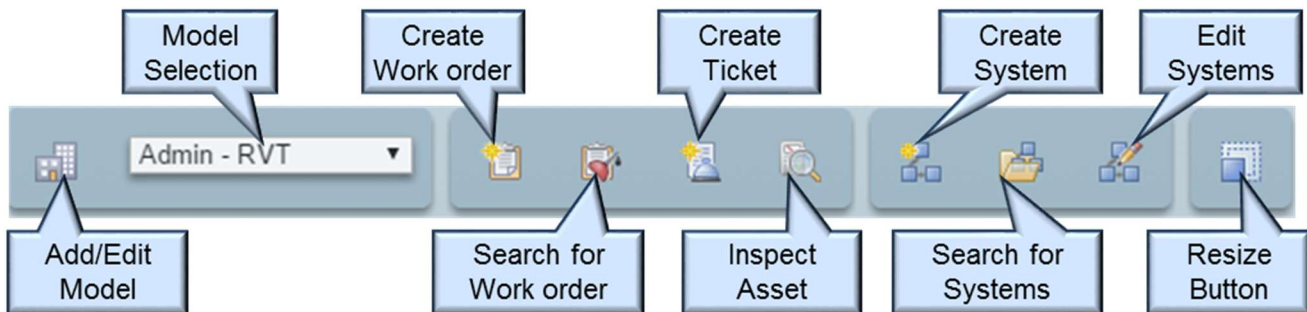 Model
Selection
Create
Work order
Create
Ticket
Create
System
Edit
Systems
Admin - RVT
Add/Edit
Model
Search for
Work order
Inspect
Asset
Search for
Systems
Resize
Button